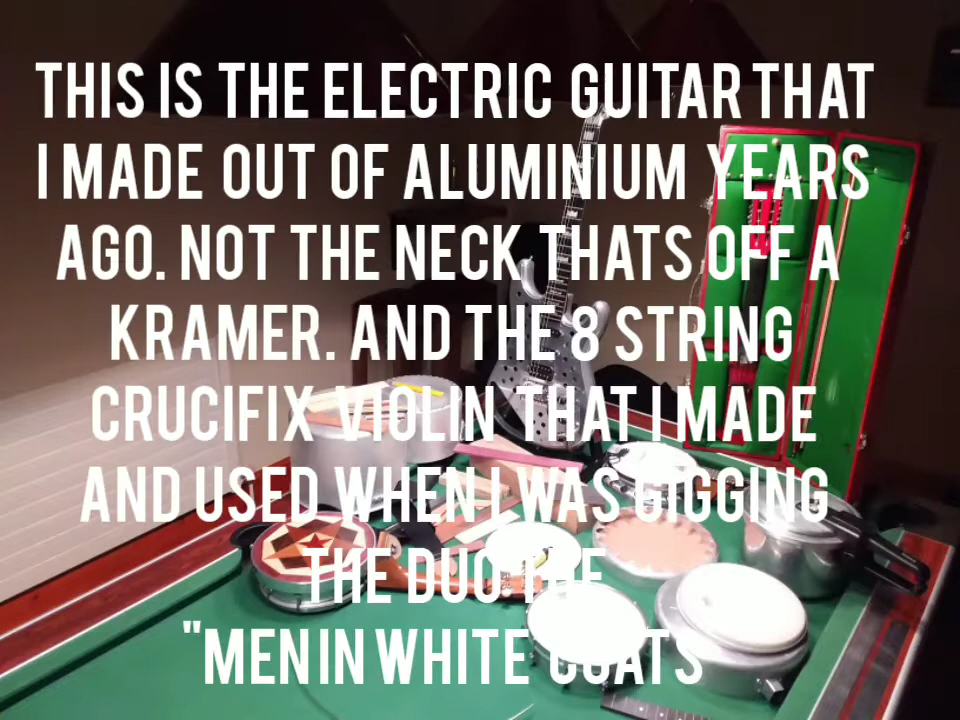 THIS IS THE ELECTRIC GUITAR THAT
I MADE OUT OF ALUMINIUM YEARS
AGO. NOT THE NECK THATS OFF A
KRAMER. AND THE 8 STRING
CRUCIFIX VIOLIN THAT I MADE
AND USED WHEN I WAS GIGGING
THE DUO THE
"MEN IN WHITE COATS